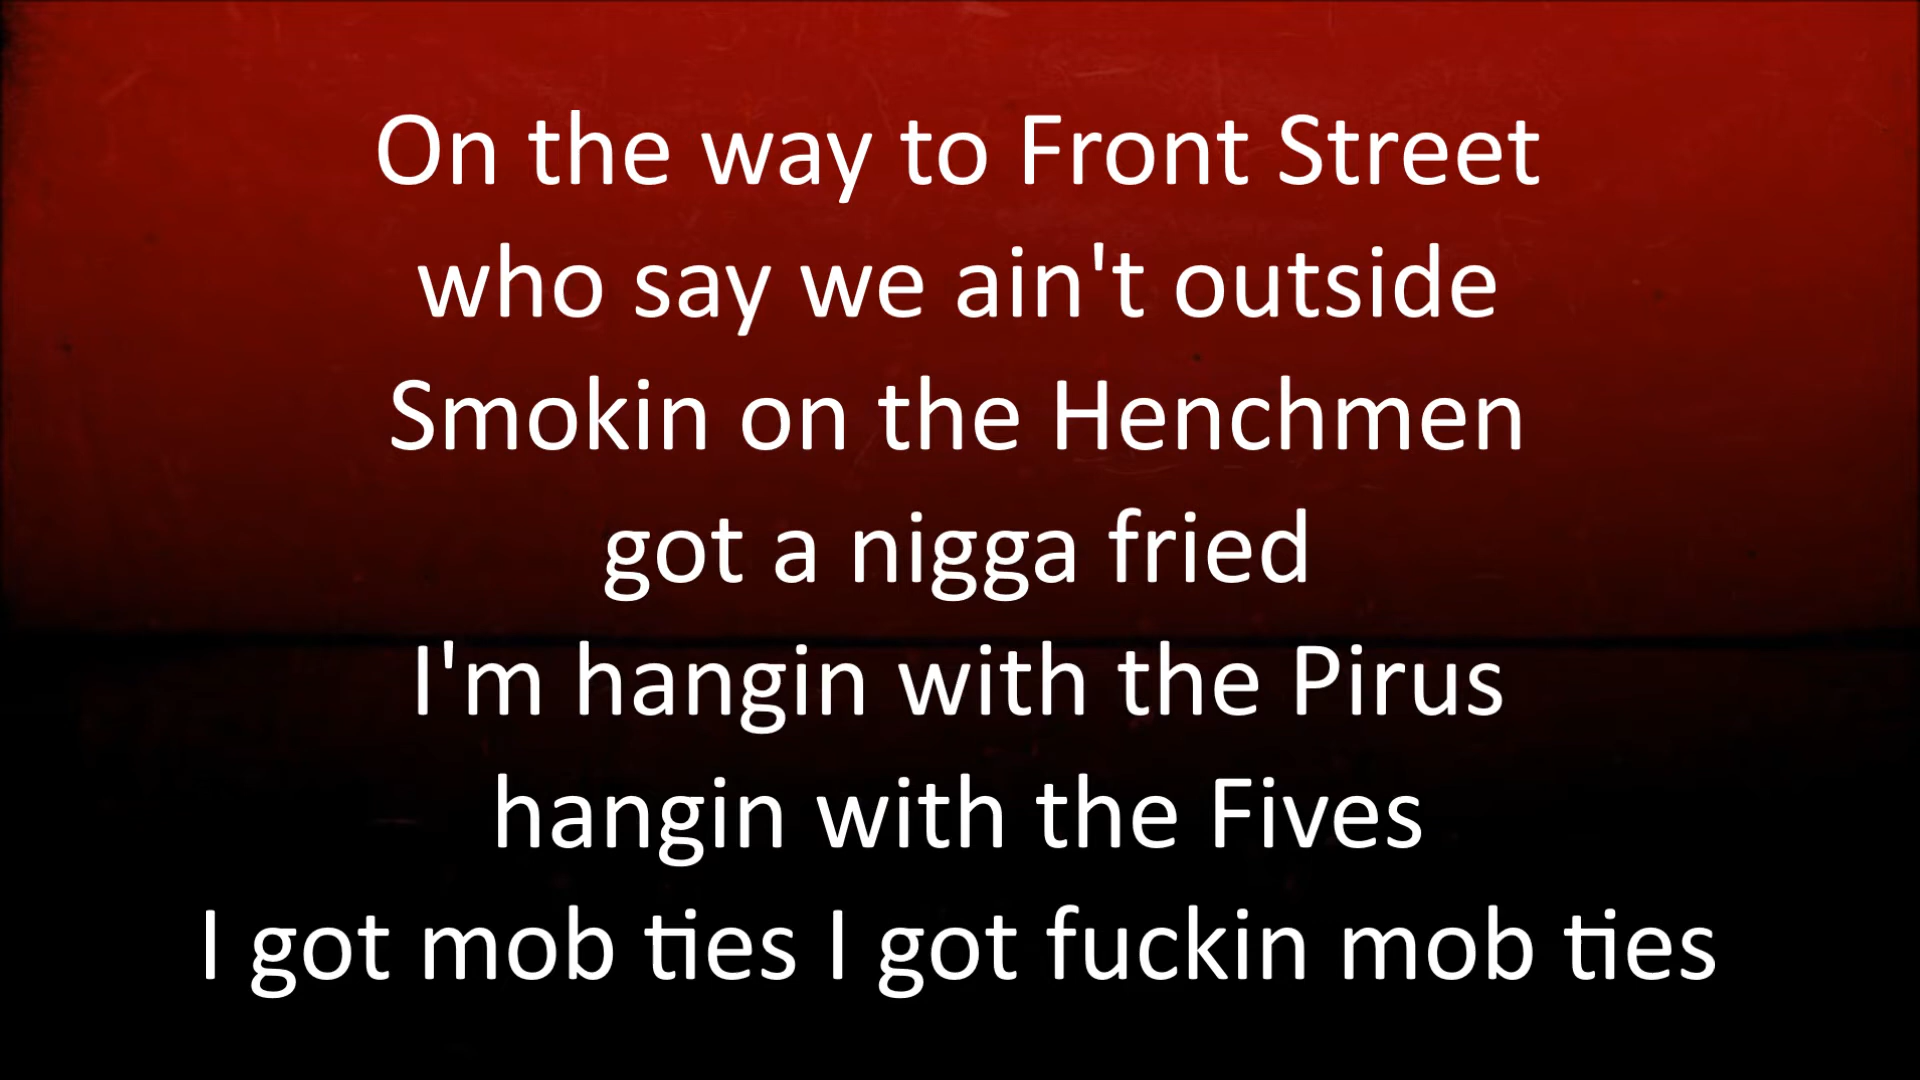 On the way to Front Street
who say we ain't outside
Smokin on the Henchmen
got a nigga fried
I'm hangin with the Pirus
hangin with the Fives
I got mob ties I got fuckin mob ties